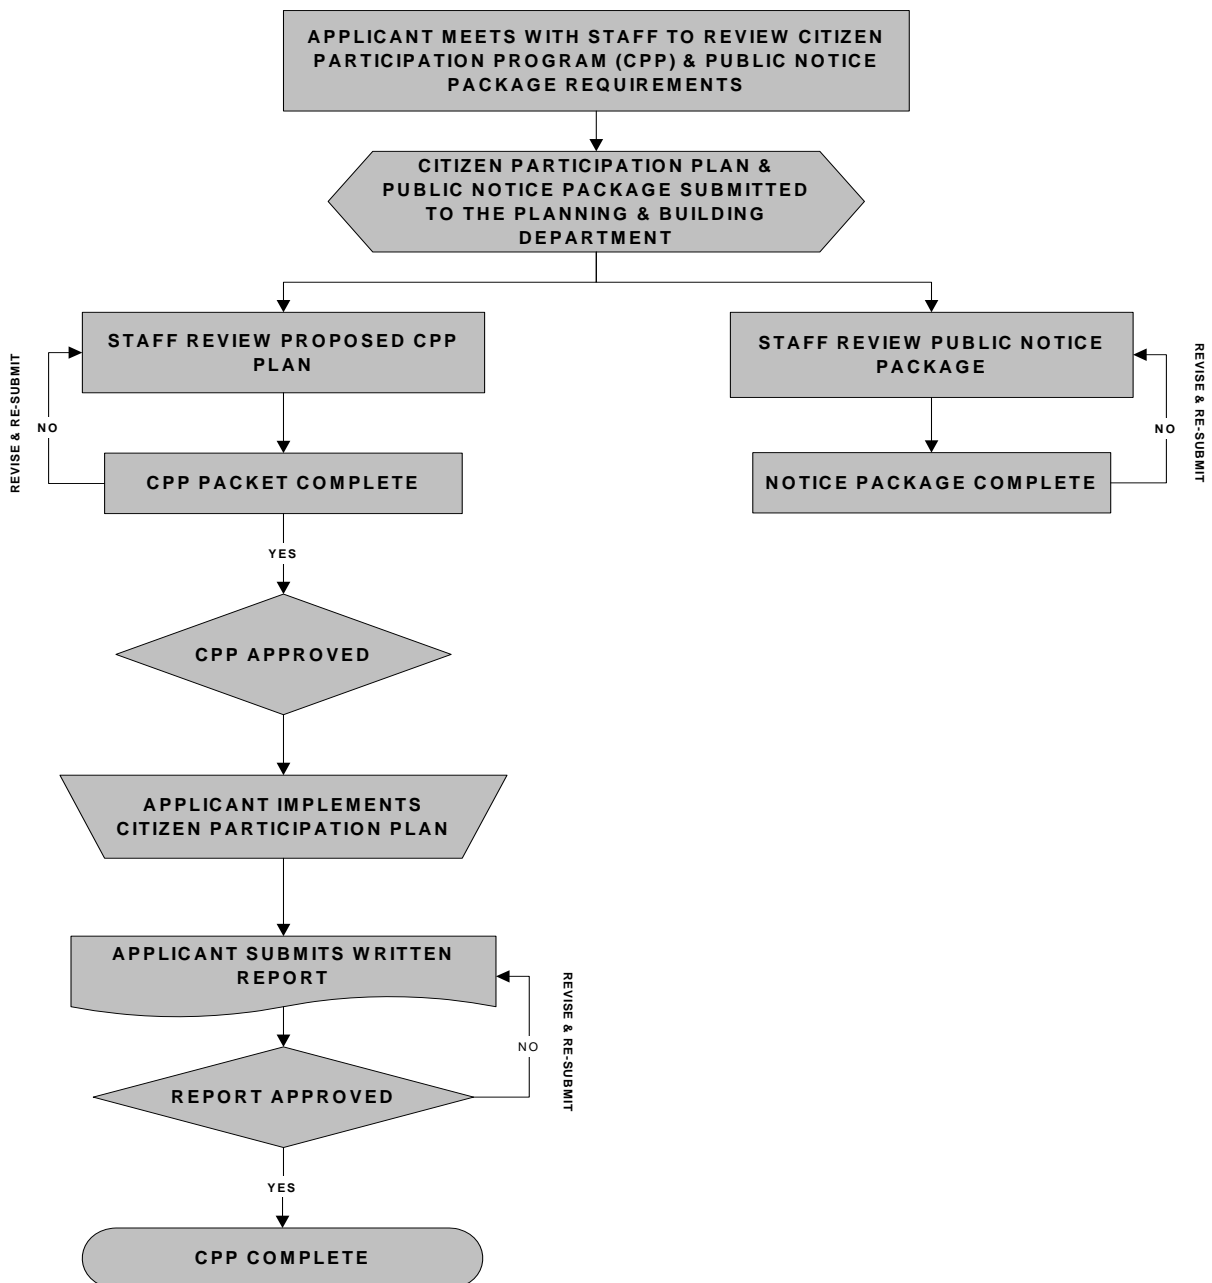 APPLICANT MEETS WITH STAFF TO REVIEW CITIZEN
PARTICIPATION PROGRAM (CPP) & PUBLIC NOTICE
PACKAGE REQUIREMENTS
CITIZEN PARTICIPATION PLAN &
PUBLIC NOTICE PACKAGE SUBMITTED
TO THE PLANNING & BUILDING
DEPARTMENT
STAFF REVIEW PROPOSED CPP
PLAN
REVISE & RE-SUBMIT
NO
CPP PACKET COMPLETE
STAFF REVIEW PUBLIC NOTICE
PACKAGE
REVISE & RE-SUBMIT
NO
NOTICE PACKAGE COMPLETE
YES
CPP APPROVED
APPLICANT IMPLEMENTS
CITIZEN PARTICIPATION PLAN
APPLICANT SUBMITS WRITTEN
REPORT
REVISE & RE-SUBMIT
NO
REPORT APPROVED
YES
CPP COMPLETE